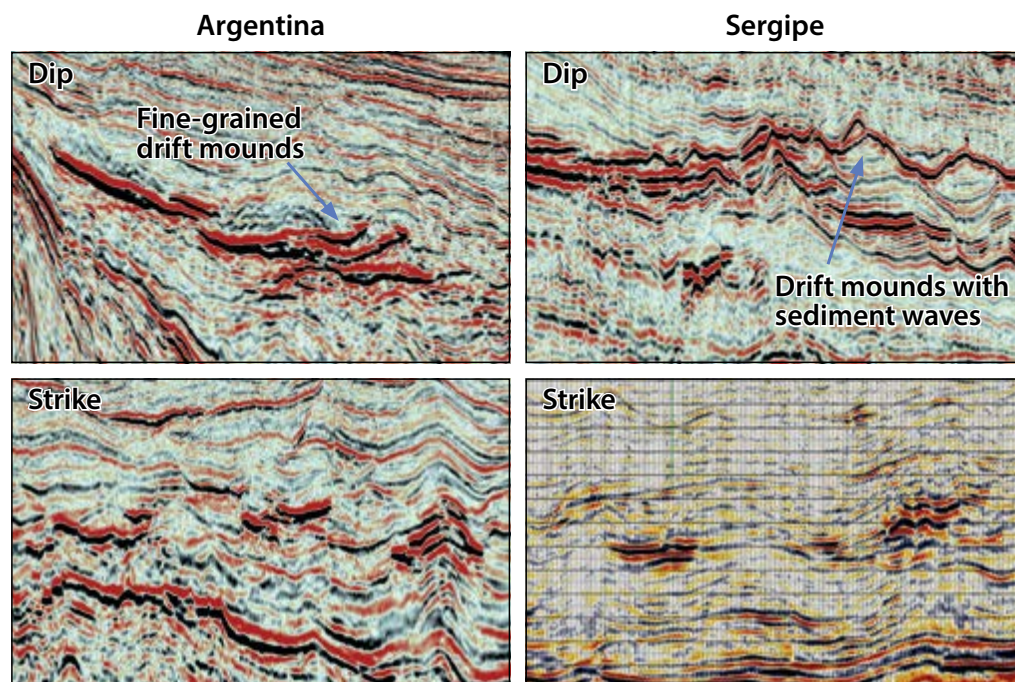 Argentina
Sergipe
Dip
Fine-grained
drift mounds
Dip
Drift mounds with
sediment waves
Strike
Strike